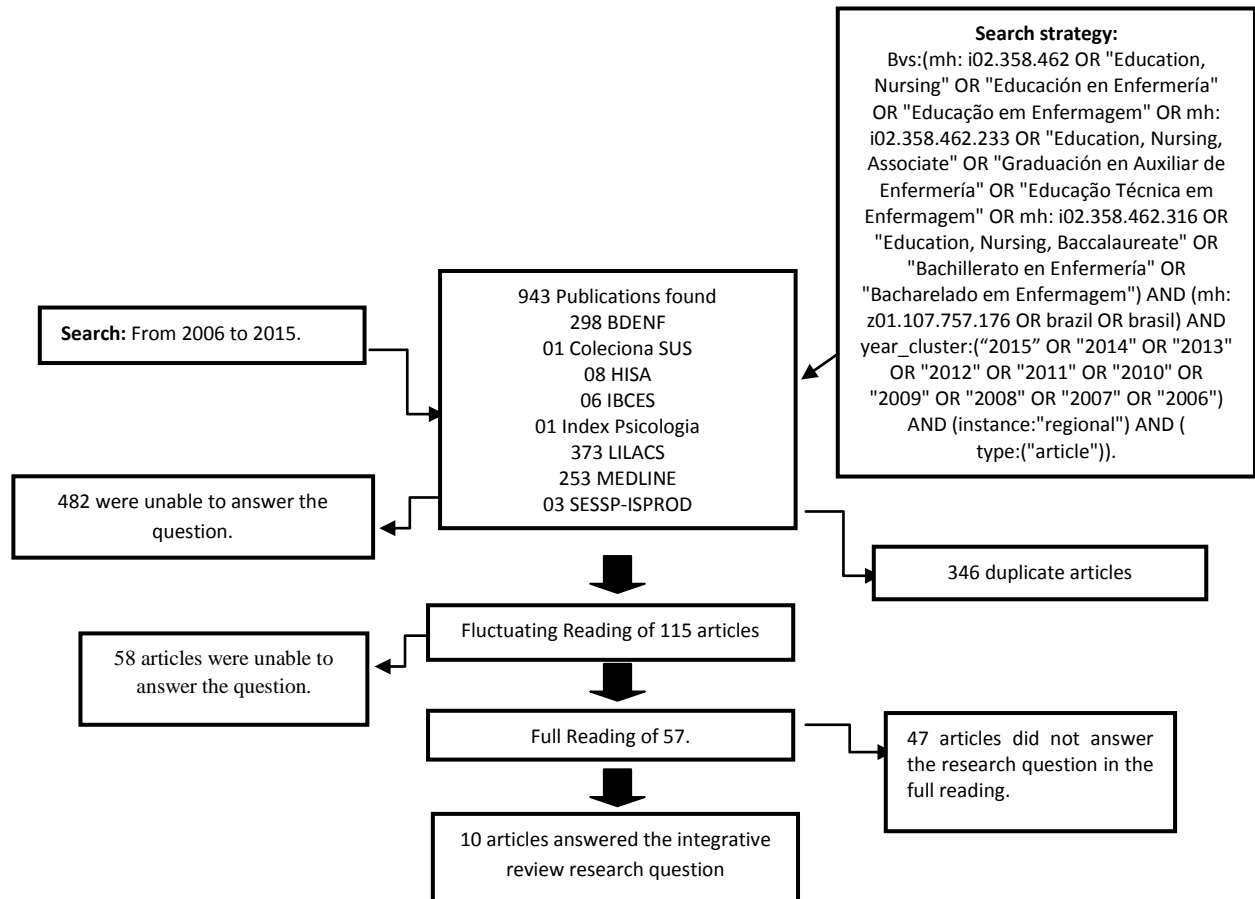 Search strategy:
Bvs:(mh: i02.358.462 OR "Education,
Nursing" OR "Educación en Enfermería"
OR "Educação em Enfermagem" OR mh:
i02.358.462.233 OR "Education, Nursing,
Associate" OR "Graduación en Auxiliar de
Enfermería" OR "Educação Técnica em
Enfermagem" OR mh: i02.358.462.316 OR
"Education, Nursing, Baccalaureate" OR
"Bachillerato en Enfermería" OR
"Bacharelado em Enfermagem") AND (mh:
z01.107.757.176 OR brazil OR brasil) AND
year_cluster:(“2015” OR "2014" OR "2013"
OR "2012" OR "2011" OR "2010" OR
"2009" OR "2008" OR "2007" OR "2006")
AND (instance:"regional") AND (
type:("article")).
Search: From 2006 to 2015.
943 Publications found
298 BDENF
01 Coleciona SUS
08 HISA
06 IBCES
01 Index Psicologia
373 LILACS
253 MEDLINE
03 SESSP-ISPROD
482 were unable to answer the
question.
346 duplicate articles
Fluctuating Reading of 115 articles
58 articles were unable to
answer the question.
Full Reading of 57.
47 articles did not answer
the research question in the
full reading.
10 articles answered the integrative
review research question